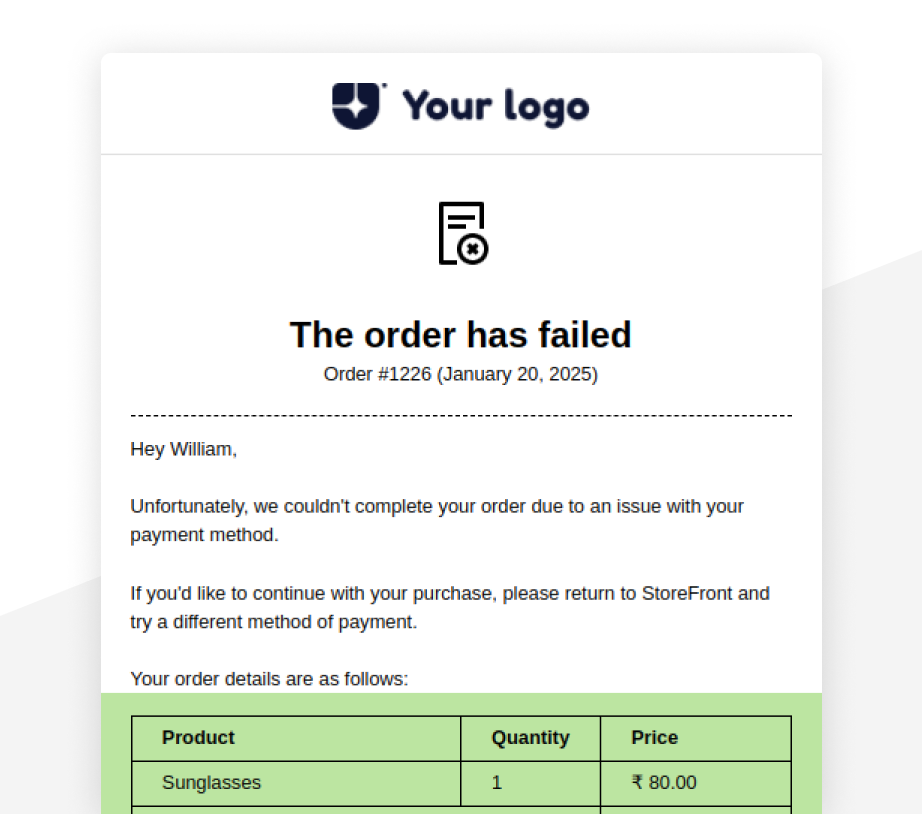 Your logo
The order has failed
Order #1226 (January 20, 2025)
Hey William,
Unfortunately, we couldn't complete your order due to an issue with your
payment method.
If you'd like to continue with your purchase, please return to StoreFront and
try a different method of payment.
Your order details are as follows:
Product Quantity Price
Sunglasses 1 ₹ 80.00